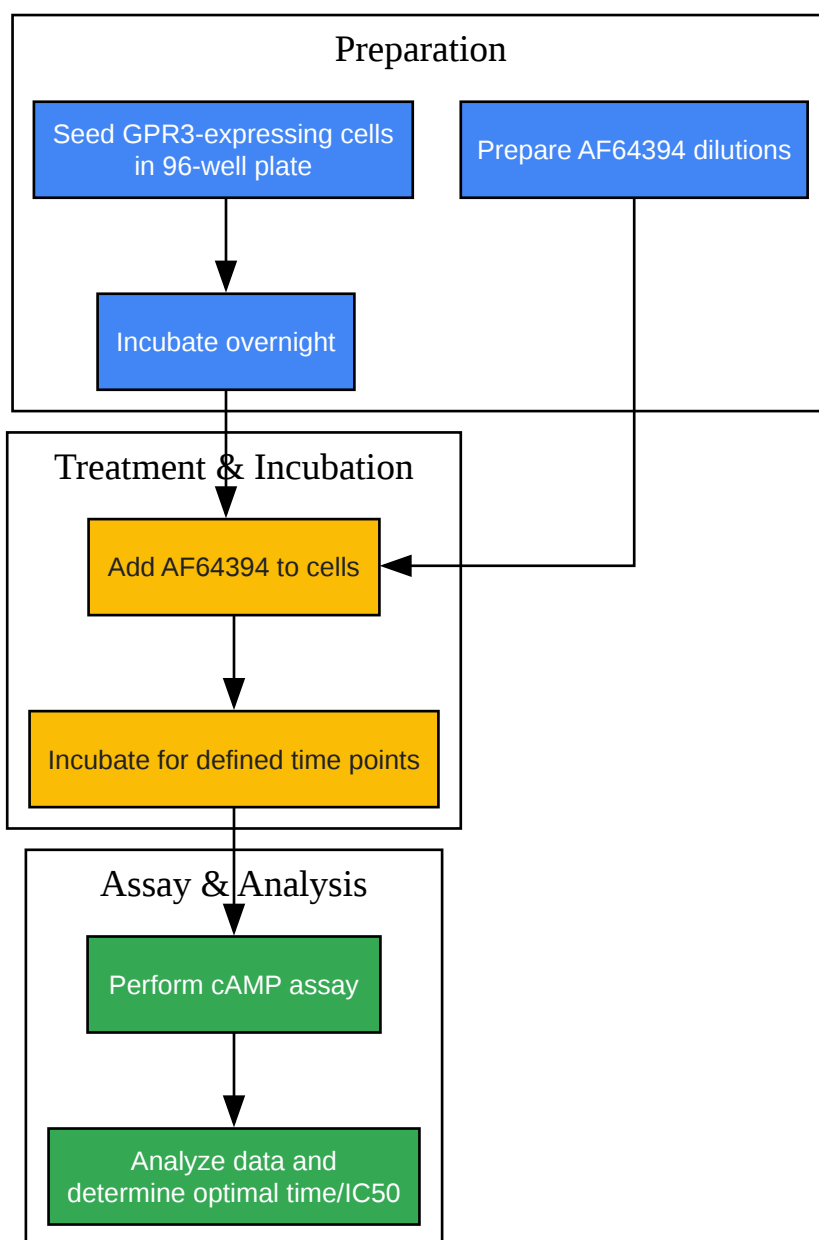 Preparation
Seed GPR3-expressing cells
in 96-well plate
Prepare AF64394 dilutions
Incubate overnight
Treatment & Incubation
Add AF64394 to cells
Incubate for defined time points
Assay & Analysis
Perform cAMP assay
Analyze data and
determine optimal time/IC50